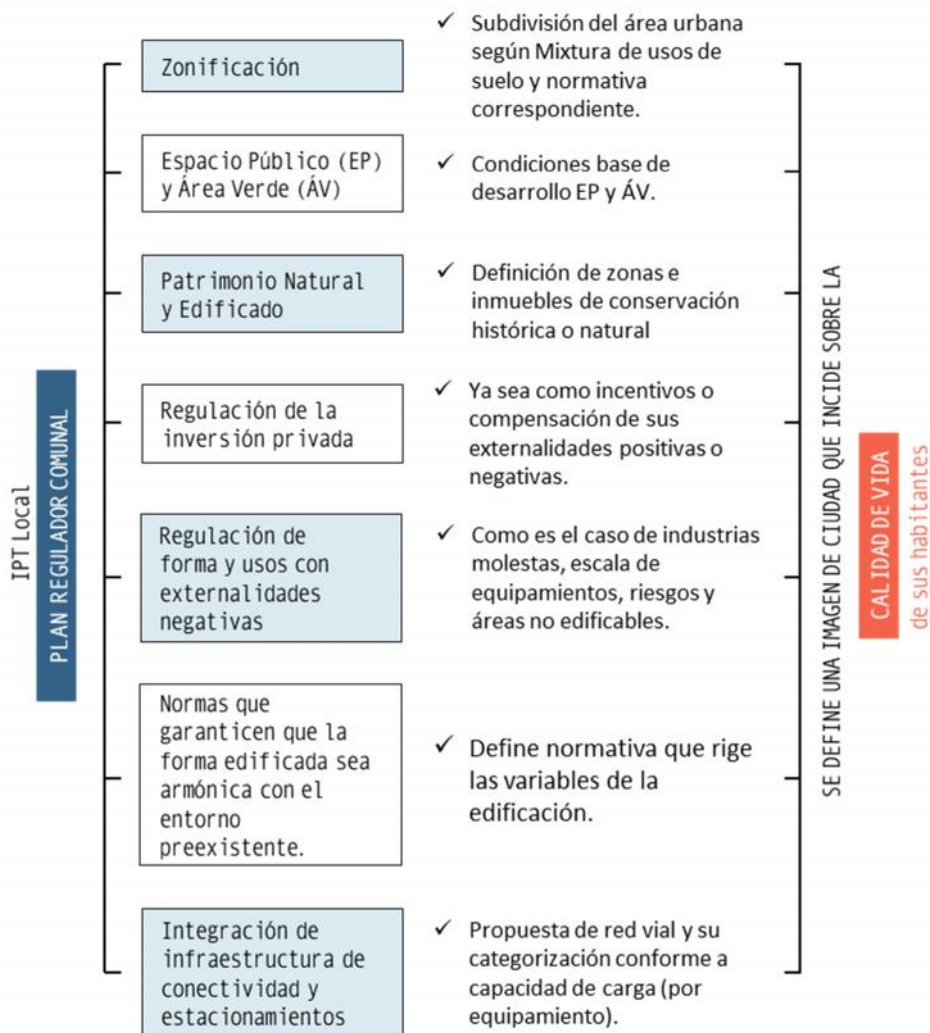 IPT Local
PLAN REGULADOR COMUNAL
Zonificación
✓ Subdivisión del área urbana
según Mixtura de usos de
suelo y normativa
correspondiente.
Espacio Público (EP)
y Área Verde (ÁV)
✓ Condiciones base de
desarrollo EP y ÁV.
Patrimonio Natural
y Edificado
✓ Definición de zonas e
inmuebles de conservación
histórica o natural
Regulación de la
inversión privada
✓ Ya sea como incentivos o
compensación de sus
externalidades positivas o
negativas.
Regulación de
forma y usos con
externalidades
negativas
✓ Como es el caso de industrias
molestas, escala de
equipamientos, riesgos y
áreas no edificables.
Normas que
garanticen que la
forma edificada sea
armónica con el
entorno
preexistente.
✓ Define normativa que rige
las variables de la
edificación.
Integración de
infraestructura de
conectividad y
estacionamientos
✓ Propuesta de red vial y su
categorización conforme a
capacidad de carga (por
equipamiento).
SE DEFINE UNA IMAGEN DE CIUDAD QUE INCIDE SOBRE LA
CALIDAD DE VIDA
de sus habitantes